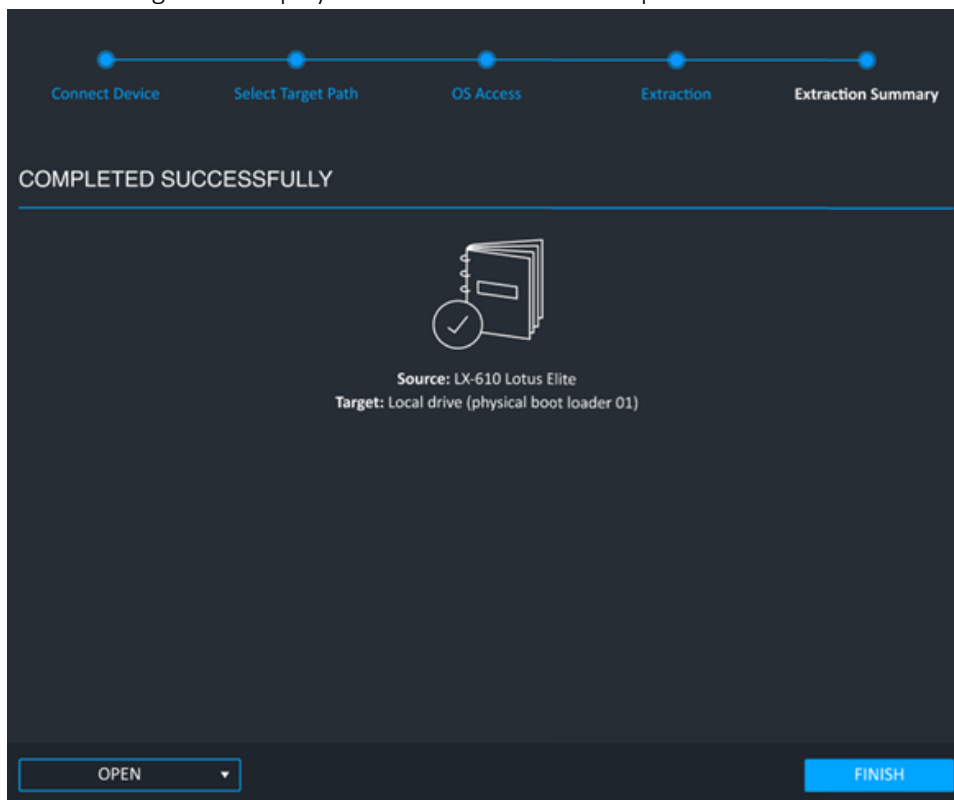 Connect Device
Select Target Path
OS Access
Extraction
Extraction Summary
COMPLETED SUCCESSFULLY
Source: LX-610 Lotus Elite
Target: Local drive (physical boot loader 01)
OPEN
FINISH